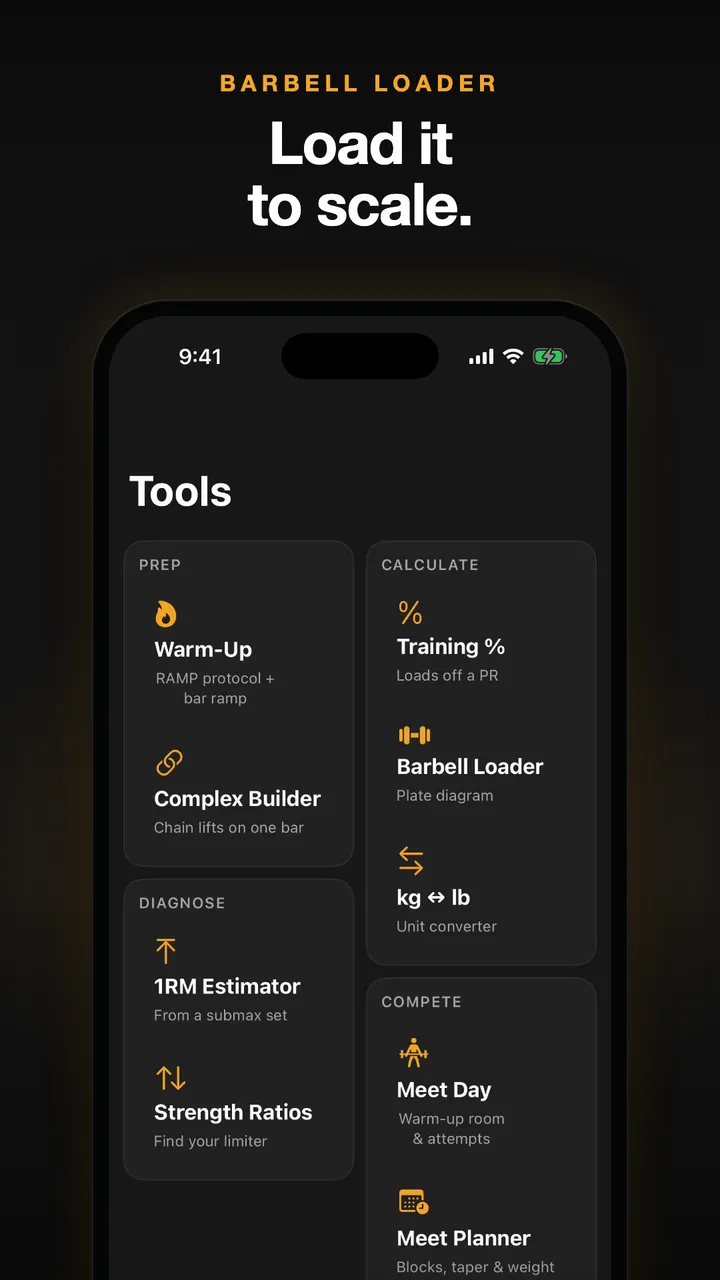 BARBELL LOADER
Load it
to scale.
9:41
Tools
PREP
Warm-Up
RAMP protocol +
bar ramp
Complex Builder
Chain lifts on one bar
DIAGNOSE
1RM Estimator
From a submax set
Strength Ratios
Find your limiter
CALCULATE
%
Training %
Loads off a PR
Barbell Loader
Plate diagram
kg ↔ lb
Unit converter
COMPETE
Meet Day
Warm-up room
& attempts
Meet Planner
Blocks, taper & weight